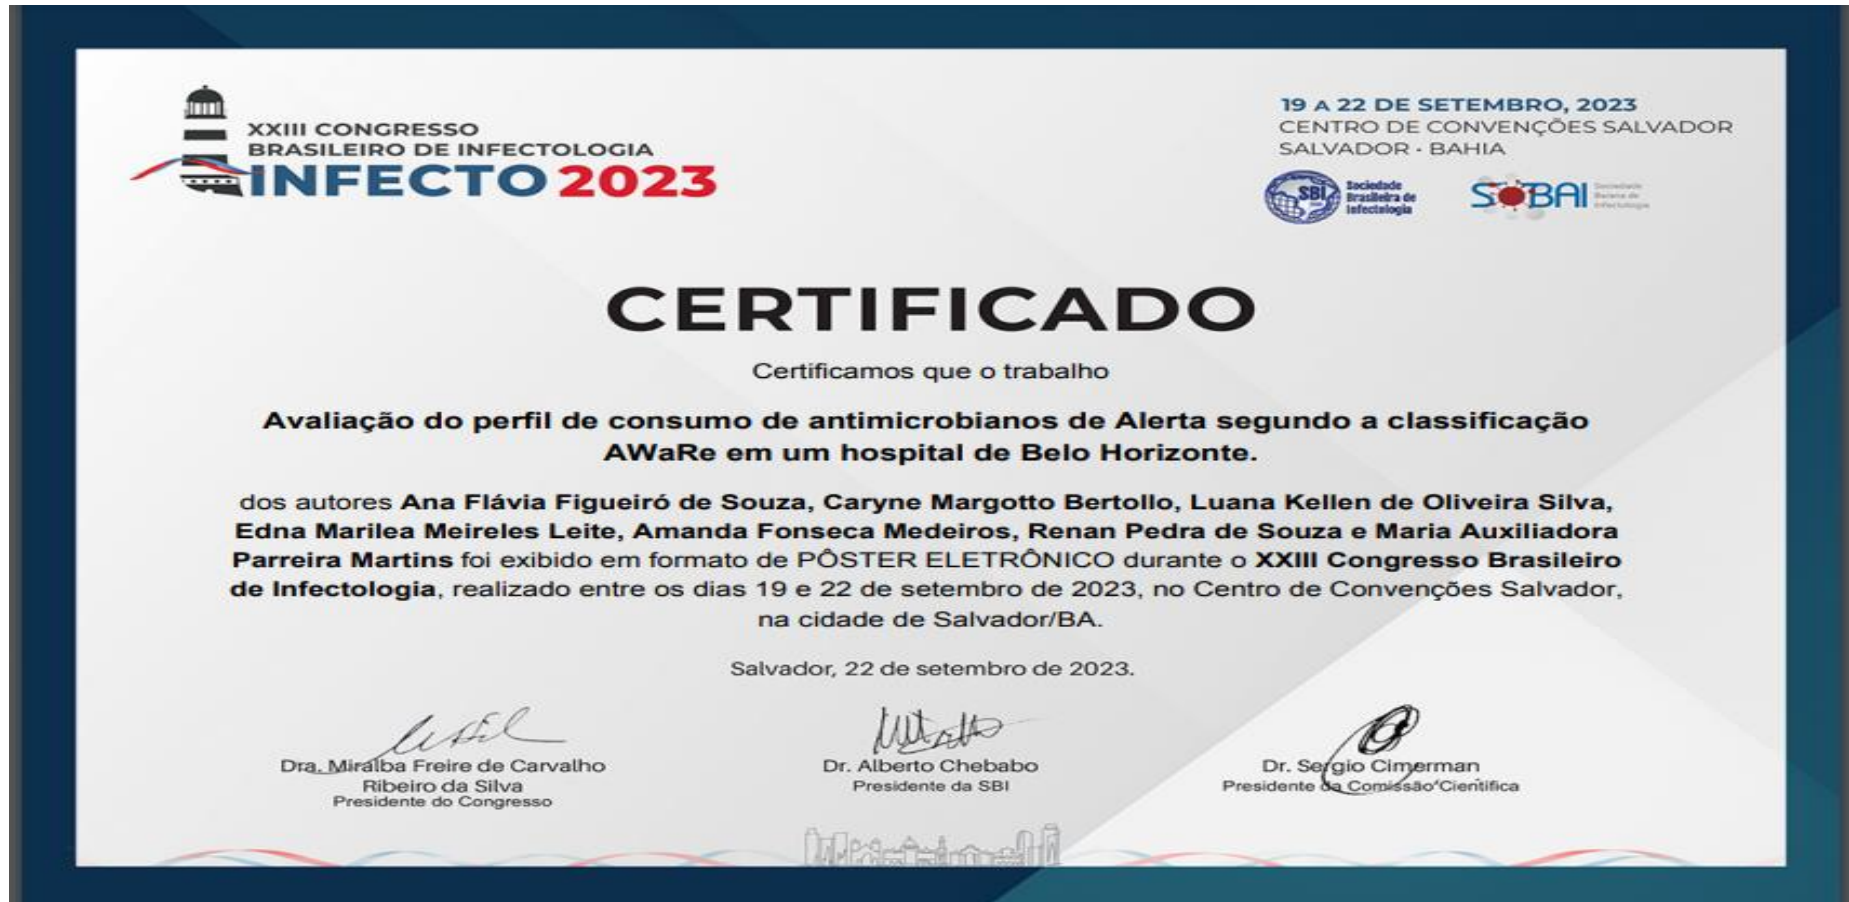 XXIII CONGRESSO
BRASILEIRO DE INFECTOLOGIA
INFECTO 2023
19 A 22 DE SETEMBRO, 2023
CENTRO DE CONVENÇÕES SALVADOR
SALVADOR - BAHIA
SBI
Sociedade
Brasileira de
Infectologia
SOBAI
Sociedade
Baiana de
Infectologia
CERTIFICADO
Certificamos que o trabalho
Avaliação do perfil de consumo de antimicrobianos de Alerta segundo a classificação
AWaRe em um hospital de Belo Horizonte.
dos autores Ana Flávia Figueiró de Souza, Caryne Margotto Bertollo, Luana Kellen de Oliveira Silva,
Edna Marilea Meireles Leite, Amanda Fonseca Medeiros, Renan Pedra de Souza e Maria Auxiliadora
Parreira Martins foi exibido em formato de PÔSTER ELETRÔNICO durante o XXIII Congresso Brasileiro
de Infectologia, realizado entre os dias 19 e 22 de setembro de 2023, no Centro de Convenções Salvador,
na cidade de Salvador/BA.
Salvador, 22 de setembro de 2023.
Dra. Miralba Freire de Carvalho
Ribeiro da Silva
Presidente do Congresso
Dr. Alberto Chebabo
Presidente da SBI
Dr. Sergio Cimerman
Presidente da Comissão Científica